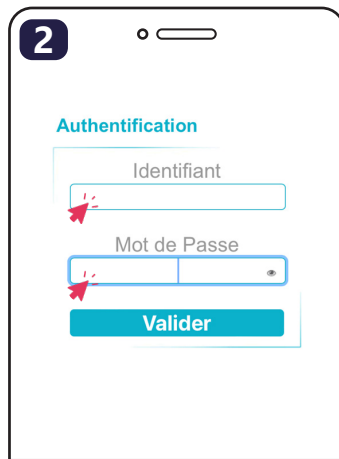 2
Authentification
Identifiant
Mot de Passe
Valider